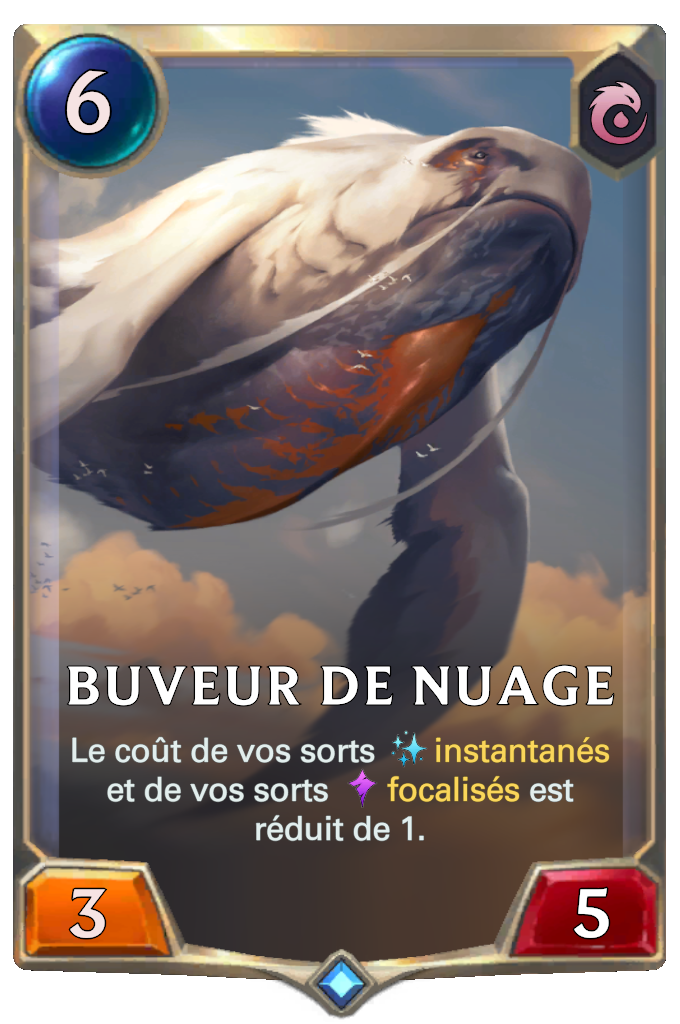 6
BUVEUR DE NUAGE
Le coût de vos sorts instantanés
et de vos sorts focalisés est
réduit de 1.
3 5